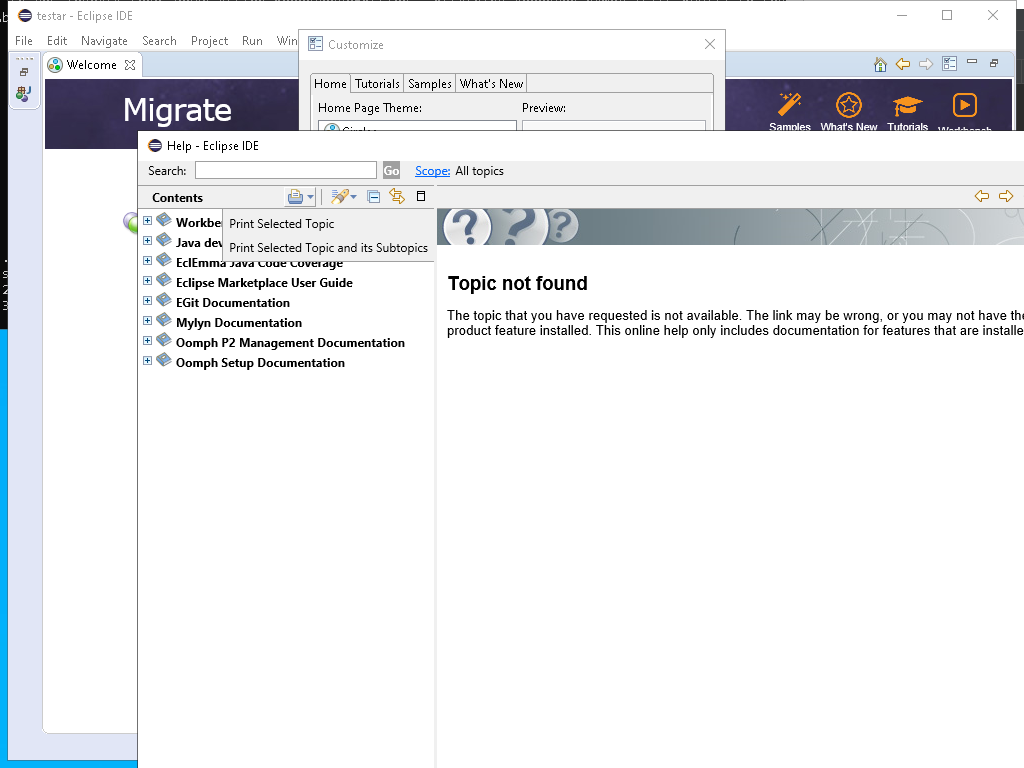 testar - Eclipse IDE
File Edit Navigate Search Project Run
Customize
Welcome
Home Tutorials Samples What's New
Home Page Theme: Preview:
Migrate
Samples What's New Tutorials Workbench
Help - Eclipse IDE
Search: Go Scope: All topics
Contents
Print Selected Topic
Java
Print Selected Topic and its Subtopics
EclEmma Java Code Coverage
Eclipse Marketplace User Guide
EGit Documentation
Mylyn Documentation
Oomph P2 Management Documentation
Oomph Setup Documentation
Topic not found
The topic that you have requested is not available. The link may be wrong, or you may not have the
product feature installed. This online help only includes documentation for features that are installe